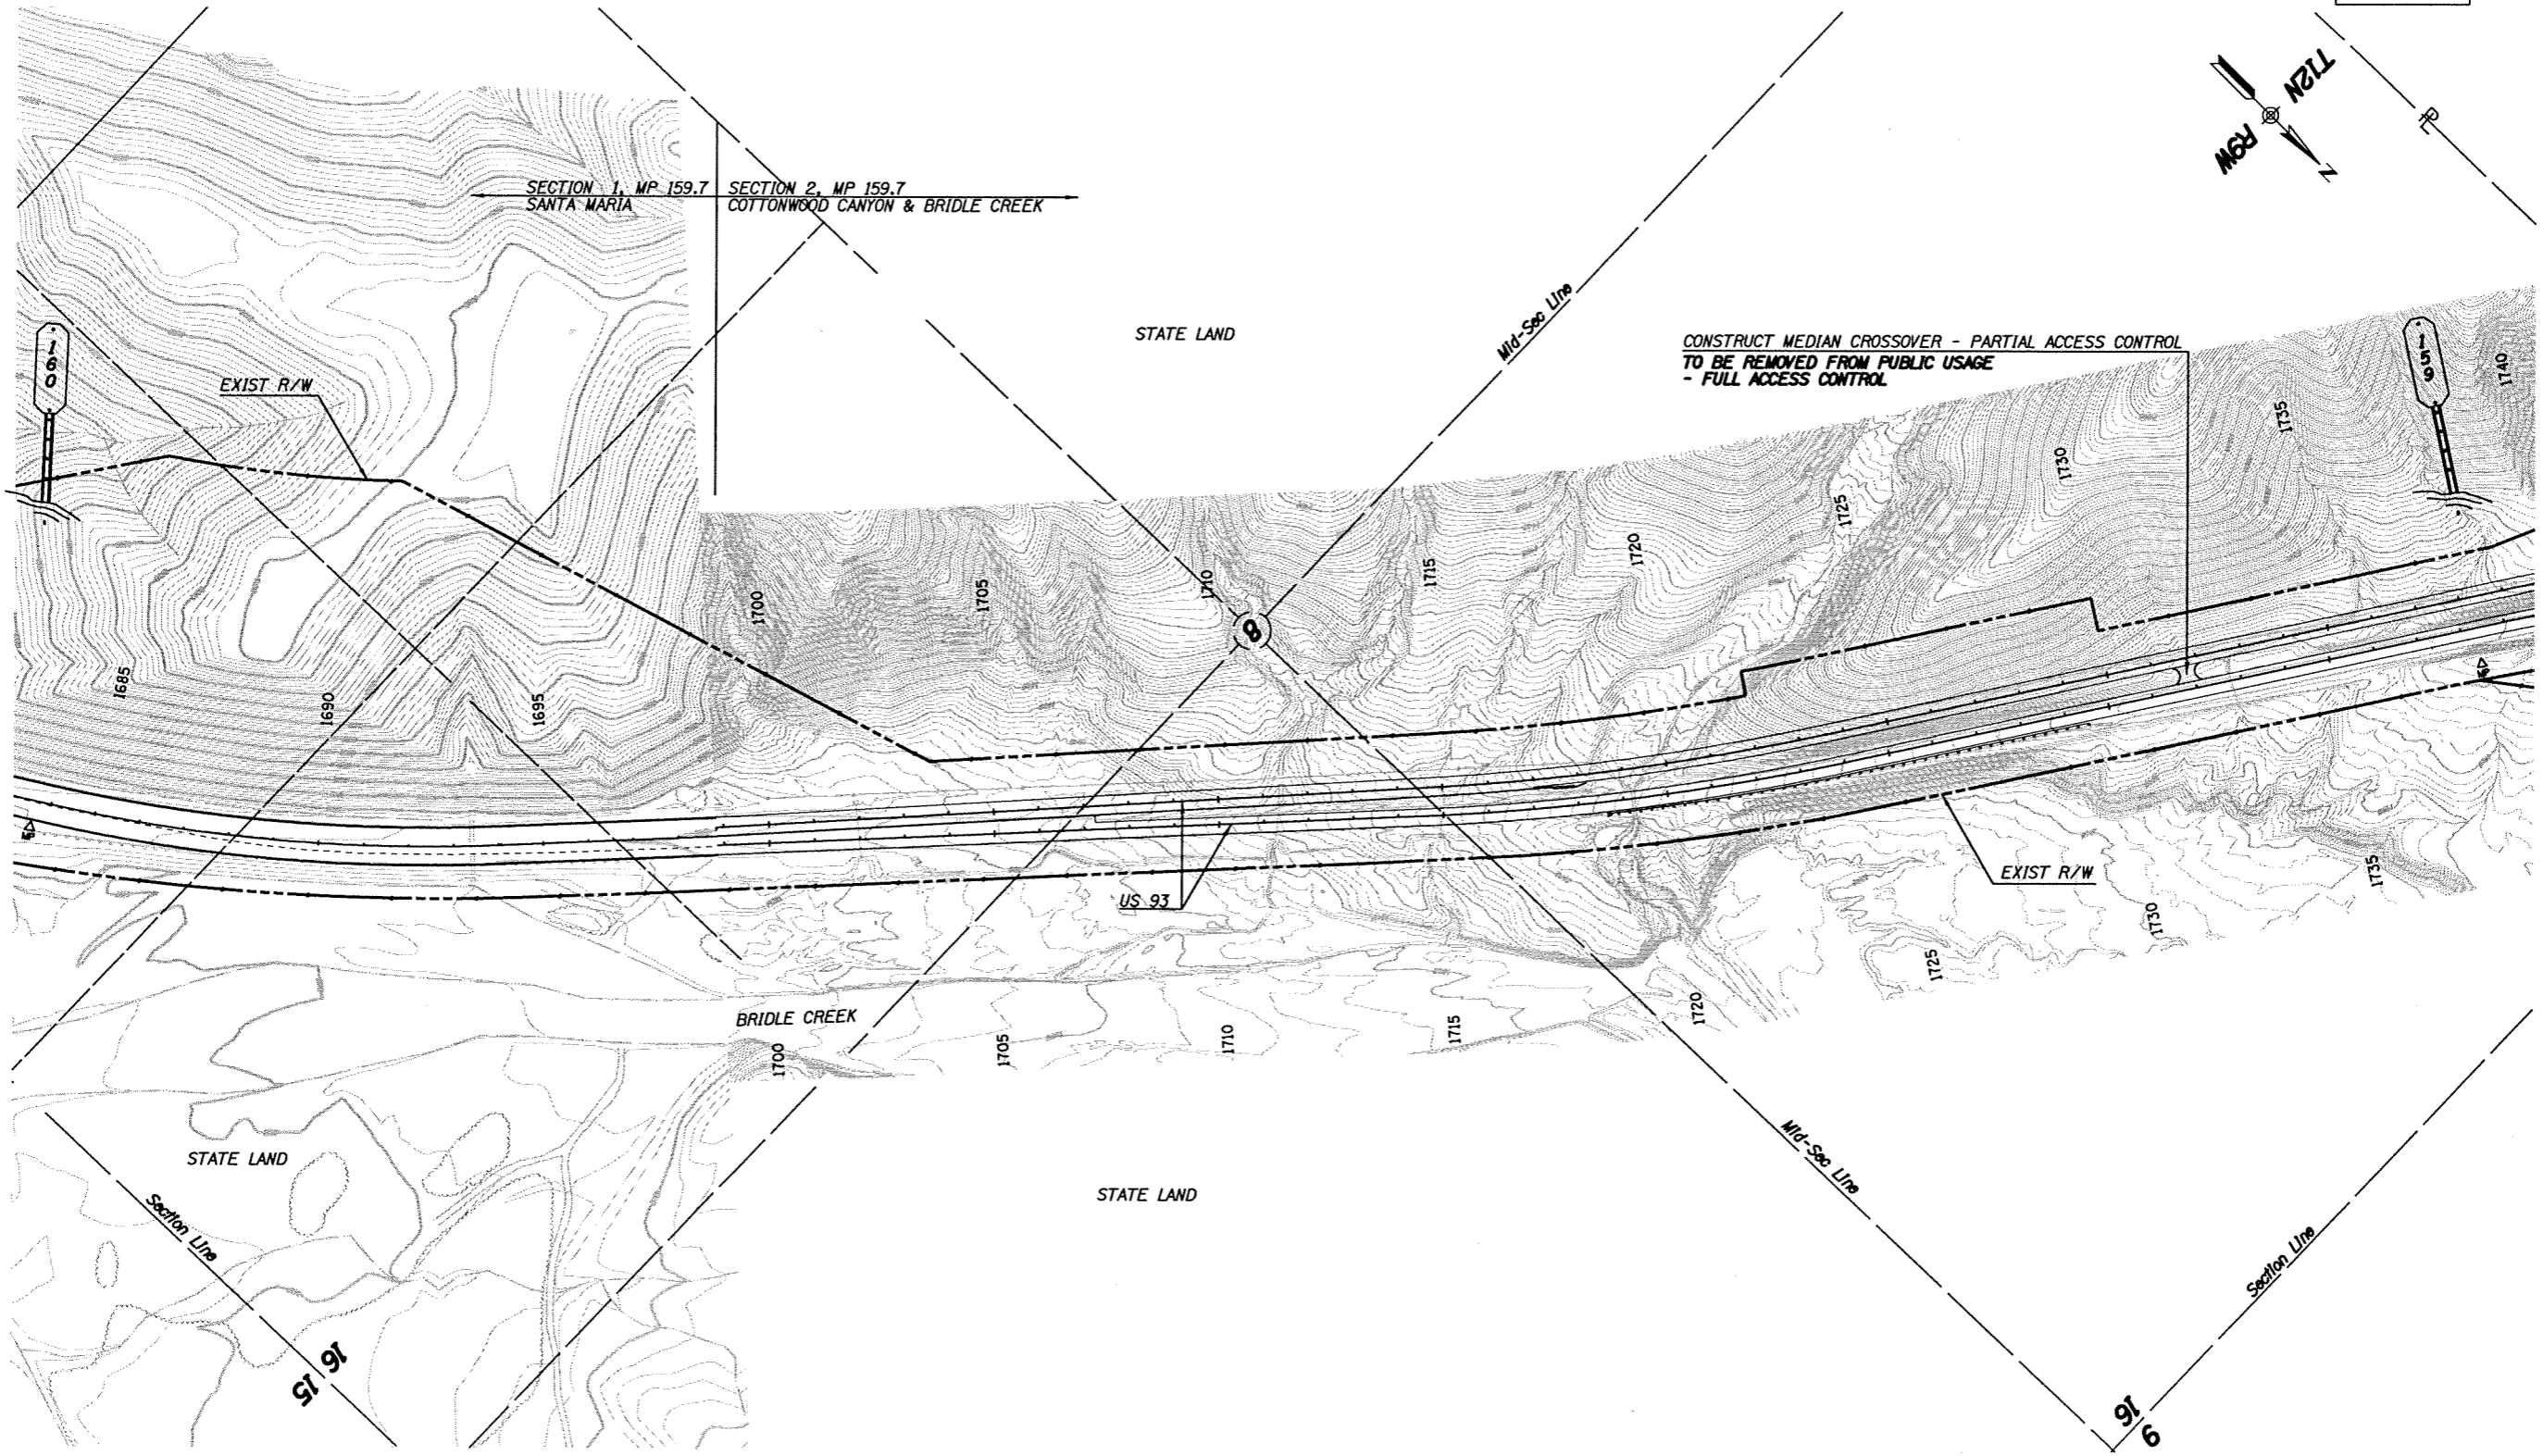 T12N
R9W
N
PL
SECTION 1, MP 159.7
SANTA MARIA
SECTION 2, MP 159.7
COTTONWOOD CANYON & BRIDLE CREEK
STATE LAND
Mid-Sec Line
CONSTRUCT MEDIAN CROSSOVER - PARTIAL ACCESS CONTROL
TO BE REMOVED FROM PUBLIC USAGE
- FULL ACCESS CONTROL
160
159
EXIST R/W
1740
1735
1730
1725
1720
1715
1710
1705
1700
1695
1690
1685
8
MP
MP
US 93
EXIST R/W
1735
1730
1725
1720
1715
1710
1705
1700
BRIDLE CREEK
STATE LAND
STATE LAND
Section Line
Mid-Sec Line
Section Line
16
15
16
9